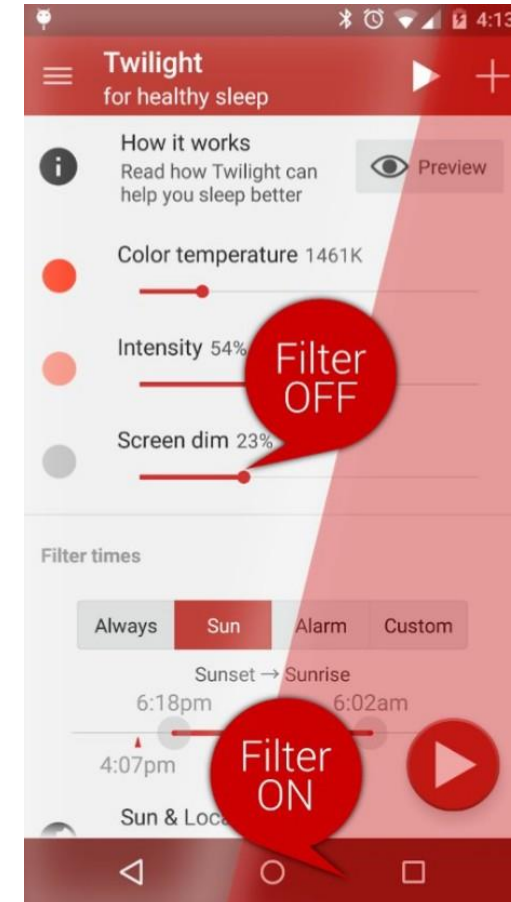 4:13
Twilight
for healthy sleep
How it works
Read how Twilight can
help you sleep better
Preview
Color temperature 1461K
Intensity 54%
Filter
OFF
Screen dim 23%
Filter times
Always Sun Alarm Custom
Sunset → Sunrise
6:18pm 6:02am
4:07pm
Filter
ON
Sun &